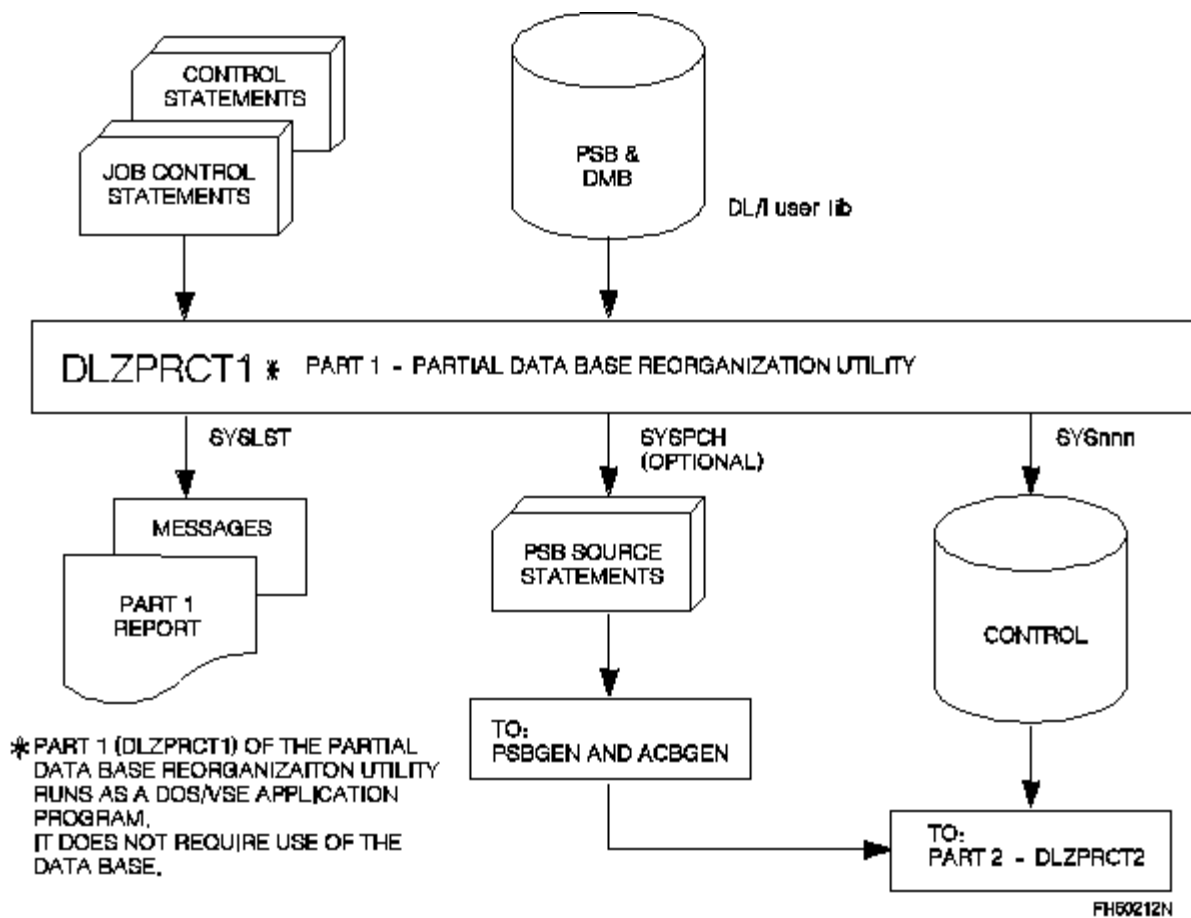 CONTROL
STATEMENTS
JOB CONTROL
STATEMENTS
PSB &
DMB
DL/I user lib
DLZPRCT1 * PART 1 - PARTIAL DATA BASE REORGANIZATION UTILITY
SYSLST
SYSPCH
(OPTIONAL)
SYSnnn
MESSAGES
PART 1
REPORT
PSB SOURCE
STATEMENTS
CONTROL
TO:
PSBGEN AND ACBGEN
* PART 1 (DLZPRCT1) OF THE PARTIAL
DATA BASE REORGANIZAITON UTILITY
RUNS AS A DOS/VSE APPLICATION
PROGRAM.
IT DOES NOT REQUIRE USE OF THE
DATA BASE.
TO:
PART 2 - DLZPRCT2
FH50212N